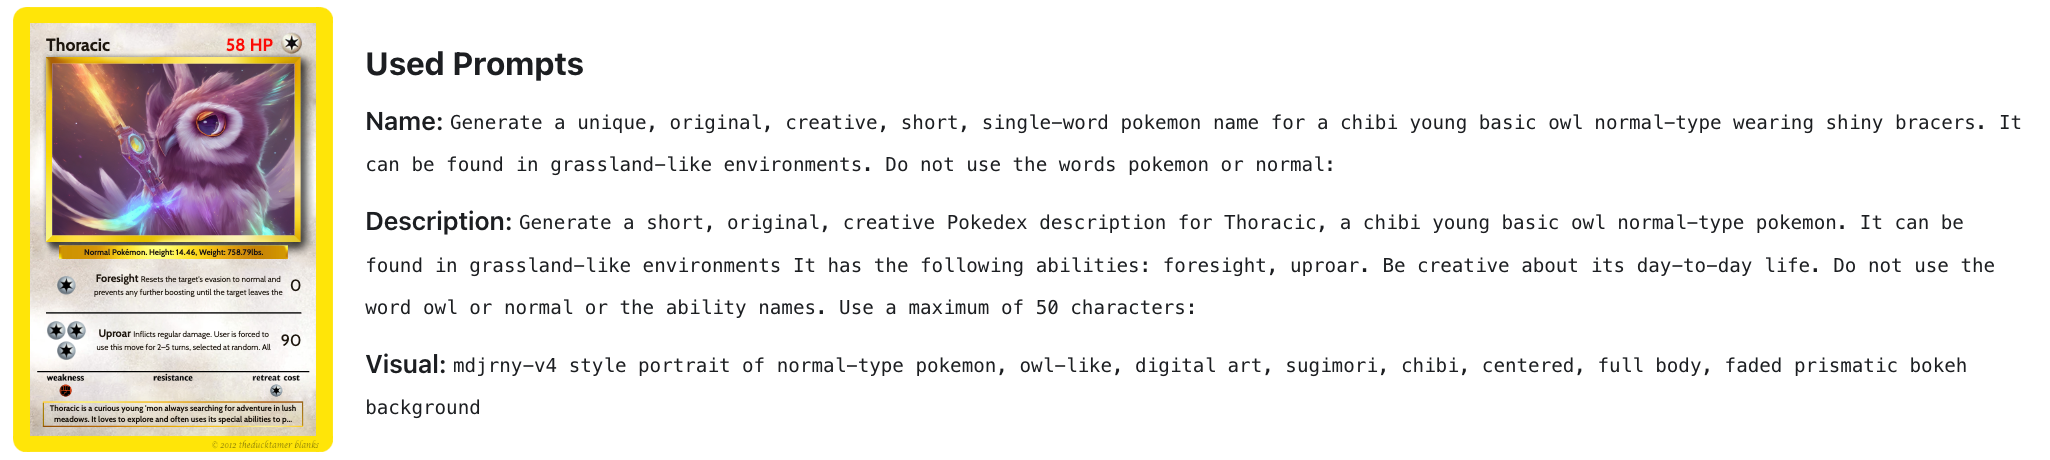 Thoracic 58 HP
Normal Pokémon. Height: 14.46, Weight: 758.79lbs.
Foresight Resets the target's evasion to normal and
prevents any further boosting until the target leaves the 0
Uproar Inflicts regular damage. User is forced to
use this move for 2–5 turns, selected at random. All 90
weakness resistance retreat cost
Thoracic is a curious young 'mon always searching for adventure in lush
meadows. It loves to explore and often uses its special abilities to p...
© 2012 theducktamer blanks
Used Prompts
Name: Generate a unique, original, creative, short, single-word pokemon name for a chibi young basic owl normal-type wearing shiny bracers. It
can be found in grassland-like environments. Do not use the words pokemon or normal:
Description: Generate a short, original, creative Pokedex description for Thoracic, a chibi young basic owl normal-type pokemon. It can be
found in grassland-like environments It has the following abilities: foresight, uproar. Be creative about its day-to-day life. Do not use the
word owl or normal or the ability names. Use a maximum of 50 characters:
Visual: mdjrny-v4 style portrait of normal-type pokemon, owl-like, digital art, sugimori, chibi, centered, full body, faded prismatic bokeh
background